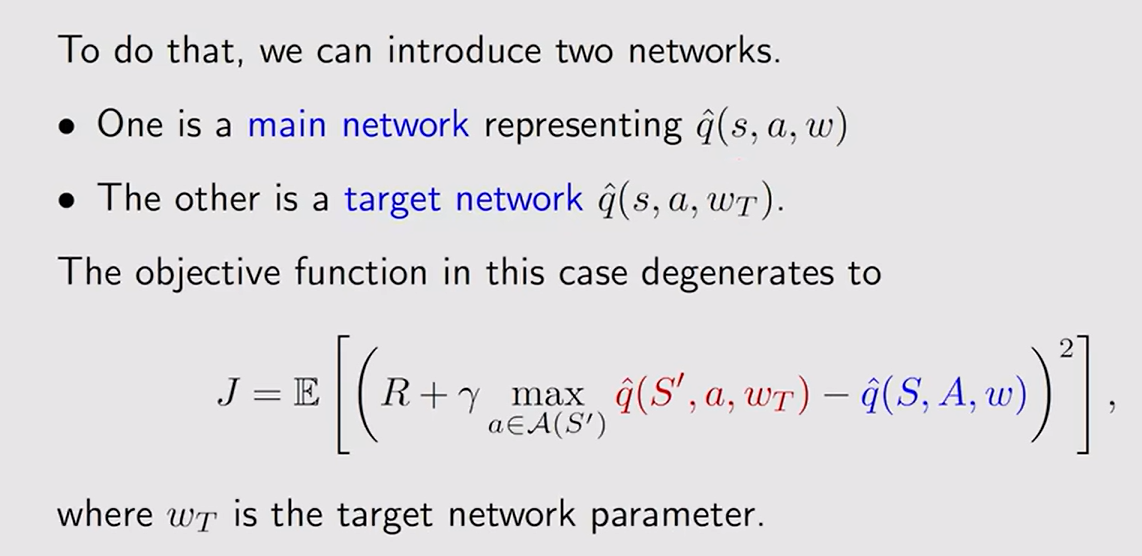 To do that, we can introduce two networks.
• One is a main network representing q̂(s, a, w)
• The other is a target network q̂(s, a, w_T).
The objective function in this case degenerates to
J = 𝔼 [ ( R + γ max_{a∈𝒜(S′)} q̂(S′, a, w_T) − q̂(S, A, w) )² ] ,
where w_T is the target network parameter.